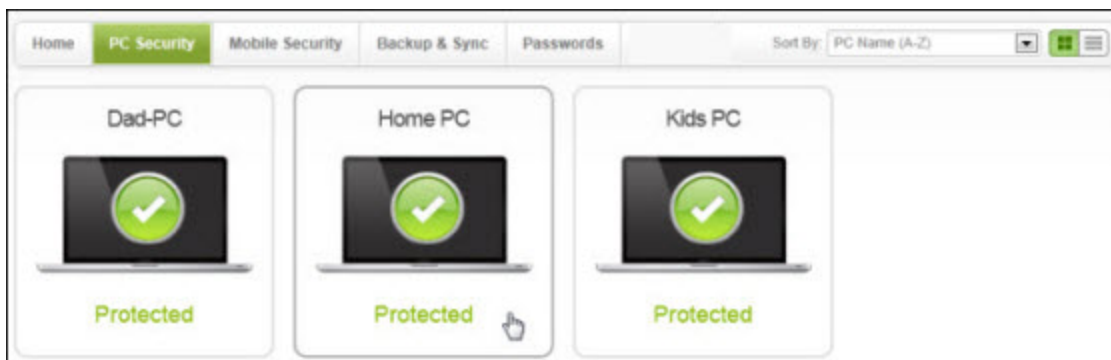 Home PC Security Mobile Security Backup & Sync Passwords Sort By: PC Name (A-Z)
Dad-PC Home PC Kids PC
Protected Protected Protected